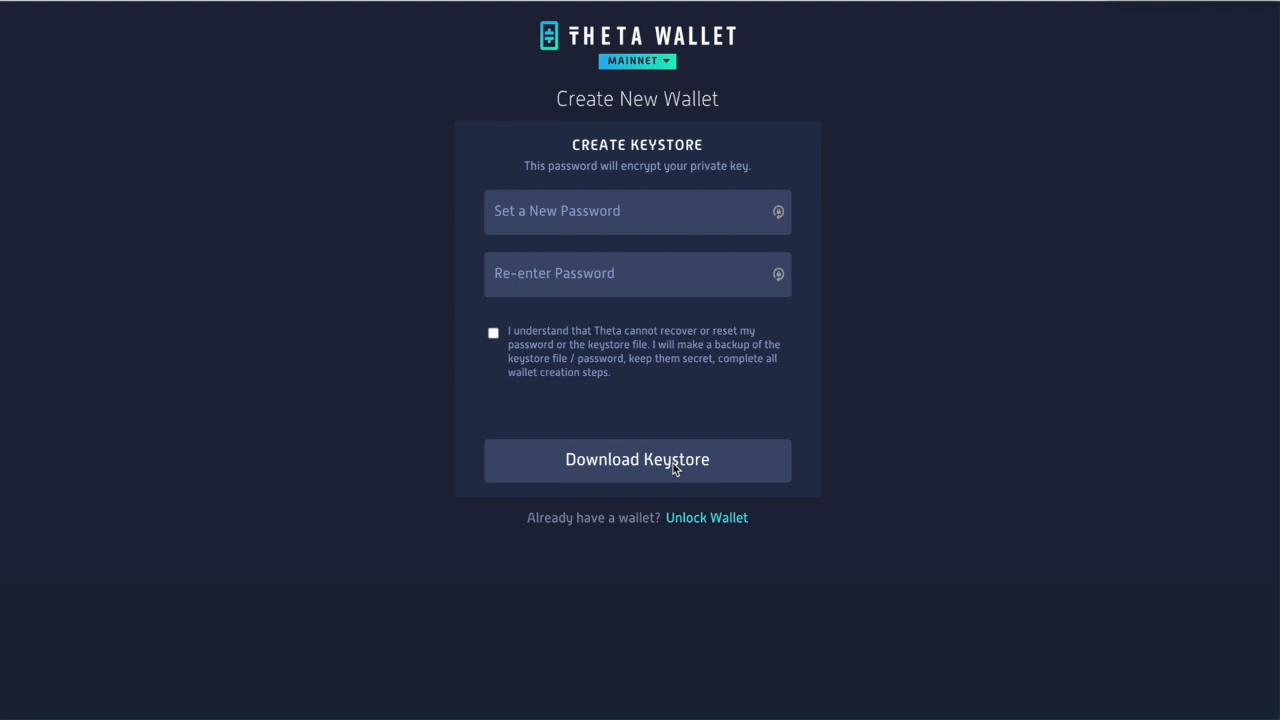 THETA WALLET
MAINNET
Create New Wallet
CREATE KEYSTORE
This password will encrypt your private key.
Set a New Password
Re-enter Password
I understand that Theta cannot recover or reset my
password or the keystore file. I will make a backup of the
keystore file / password, keep them secret, complete all
wallet creation steps.
Download Keystore
Already have a wallet? Unlock Wallet